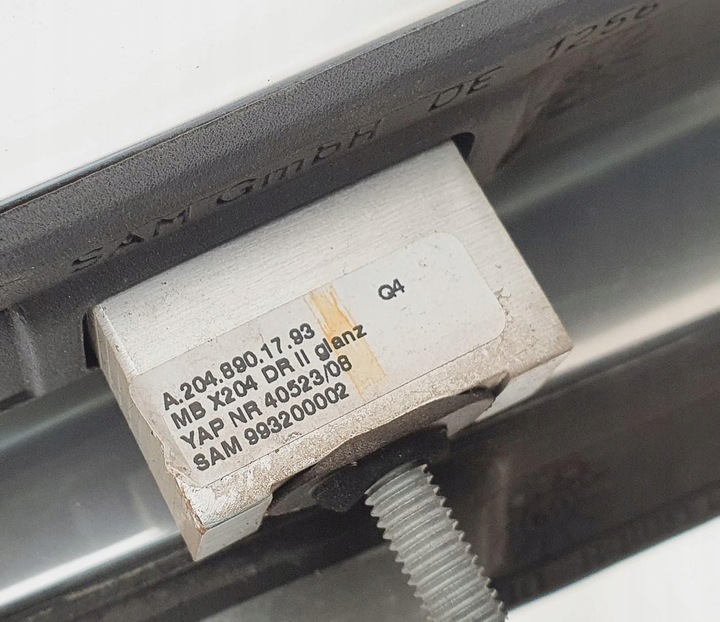 SAM GmbH DE 1256
Q4
A.204.890.17.93
MB X204 DR II glanz
YAP NR 40523/08
SAM 993200002